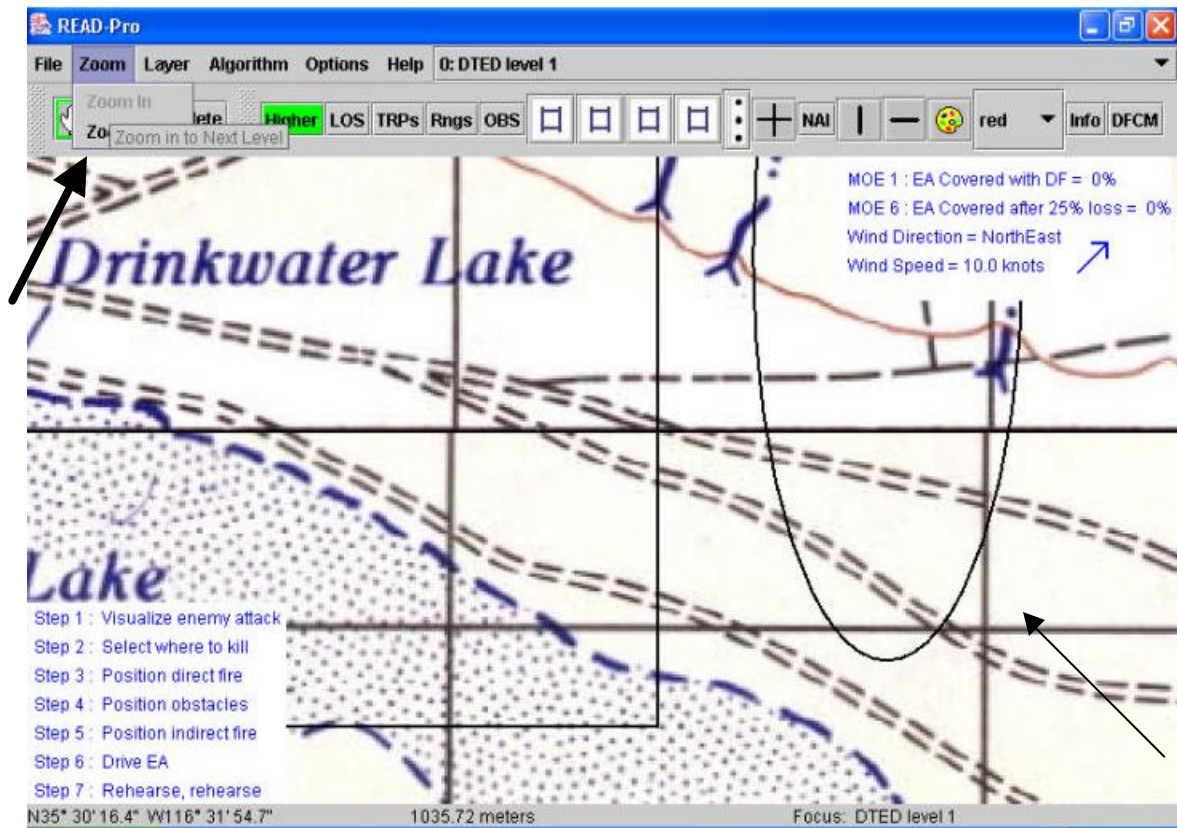 READ-Pro
File Zoom Layer Algorithm Options Help 0: DTED level 1
Zoom In
Zoom in to Next Level
Higher LOS TRPs Rngs OBS NAI red Info DFCM
MOE 1 : EA Covered with DF = 0%
MOE 6 : EA Covered after 25% loss = 0%
Wind Direction = NorthEast
Wind Speed = 10.0 knots
Drinkwater Lake
Lake
Step 1 : Visualize enemy attack
Step 2 : Select where to kill
Step 3 : Position direct fire
Step 4 : Position obstacles
Step 5 : Position indirect fire
Step 6 : Drive EA
Step 7 : Rehearse, rehearse
N35° 30'16.4" W116° 31'54.7" 1035.72 meters Focus: DTED level 1